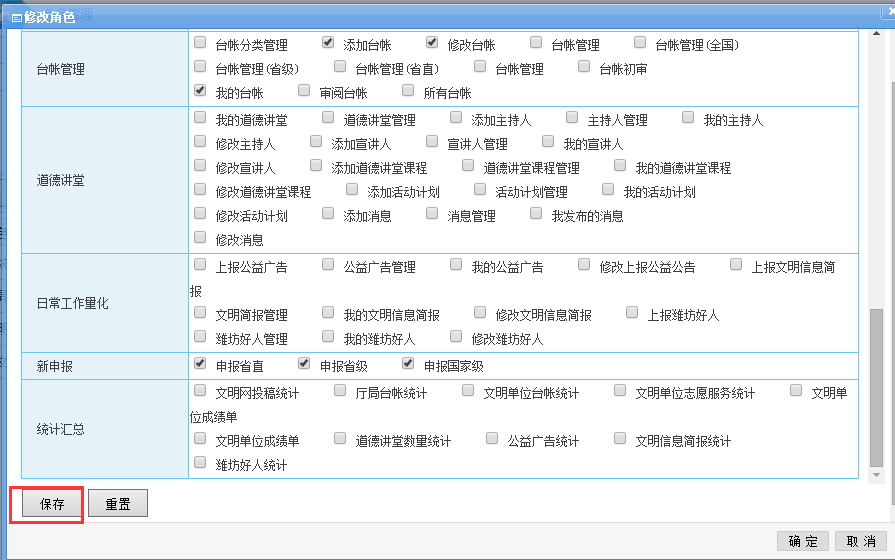 修改角色
台帐分类管理 添加台帐 修改台帐 台帐管理 台帐管理(全国)
台帐管理 台帐管理(省级) 台帐管理(省直) 台帐管理 台帐初审
我的台帐 审阅台帐 所有台帐
我的道德讲堂 道德讲堂管理 添加主持人 主持人管理 我的主持人
修改主持人 添加宣讲人 宣讲人管理 我的宣讲人
修改宣讲人 添加道德讲堂课程 道德讲堂课程管理 我的道德讲堂课程
道德讲堂
修改道德讲堂课程 添加活动计划 活动计划管理 我的活动计划
修改活动计划 添加消息 消息管理 我发布的消息
修改消息
上报公益广告 公益广告管理 我的公益广告 修改上报公益公告 上报文明信息简
报
日常工作量化
文明简报管理 我的文明信息简报 修改文明信息简报 上报潍坊好人
潍坊好人管理 我的潍坊好人 修改潍坊好人
新申报 申报省直 申报省级 申报国家级
文明网投稿统计 厅局台帐统计 文明单位台帐统计 文明单位志愿服务统计 文明单
位成绩单
统计汇总
文明单位成绩单 道德讲堂数量统计 公益广告统计 文明信息简报统计
潍坊好人统计
保存 重置
确 定 取 消